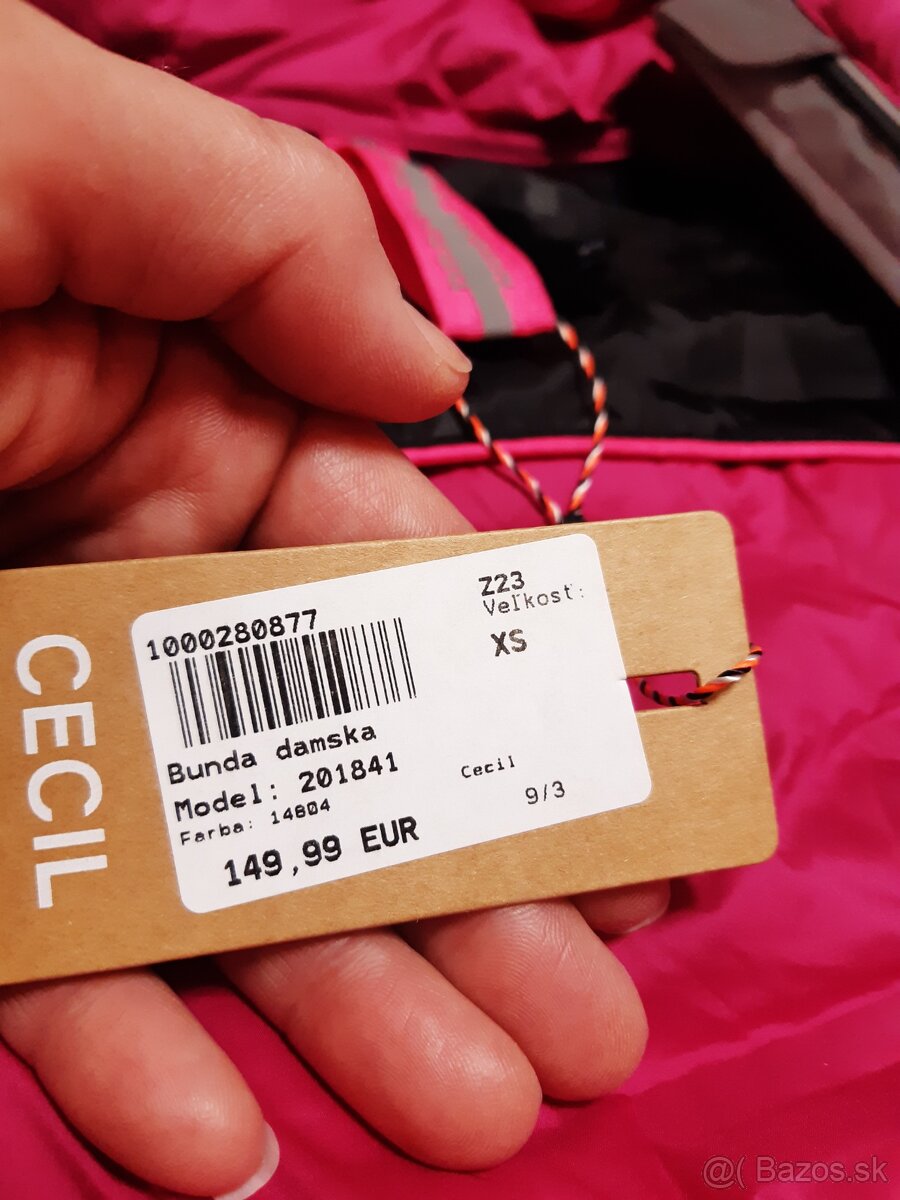 CECIL
1000280877
Z23
Veľkosť:
XS
Bunda damska
Model: 201841
Farba: 14804
149,99 EUR
Cecil
9/3
@( Bazos.sk